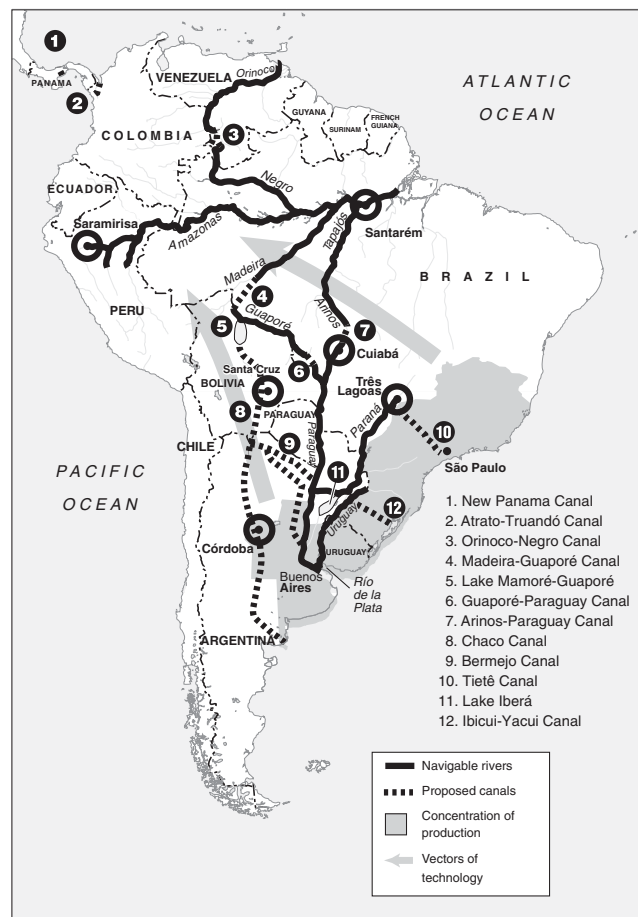 1
PANAMA
2
VENEZUELA
Orinoco
ATLANTIC
OCEAN
GUYANA
SURINAM
FRENCH
GUIANA
COLOMBIA
3
ECUADOR
Negro
Saramirisa
Amazonas
Tapajós
Santarém
Madeira
BRAZIL
4
Arinos
PERU
5
Guaporé
7
Cuiabá
6
Santa Cruz
BOLIVIA
Três
Lagoas
8
PARAGUAY
Paraná
10
CHILE
9
Paraguay
São Paulo
PACIFIC
OCEAN
11
12
Uruguay
Córdoba
URUGUAY
Buenos
Aires
Río
de la
Plata
ARGENTINA
1. New Panama Canal
2. Atrato-Truandó Canal
3. Orinoco-Negro Canal
4. Madeira-Guaporé Canal
5. Lake Mamoré-Guaporé
6. Guaporé-Paraguay Canal
7. Arinos-Paraguay Canal
8. Chaco Canal
9. Bermejo Canal
10. Tietê Canal
11. Lake Iberá
12. Ibicui-Yacui Canal
Navigable rivers
Proposed canals
Concentration of
production
Vectors of
technology